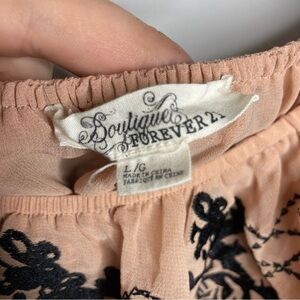 Boutique
FOREVER21
L/G
MADE IN CHINA
FABRIQUÉ EN CHINE